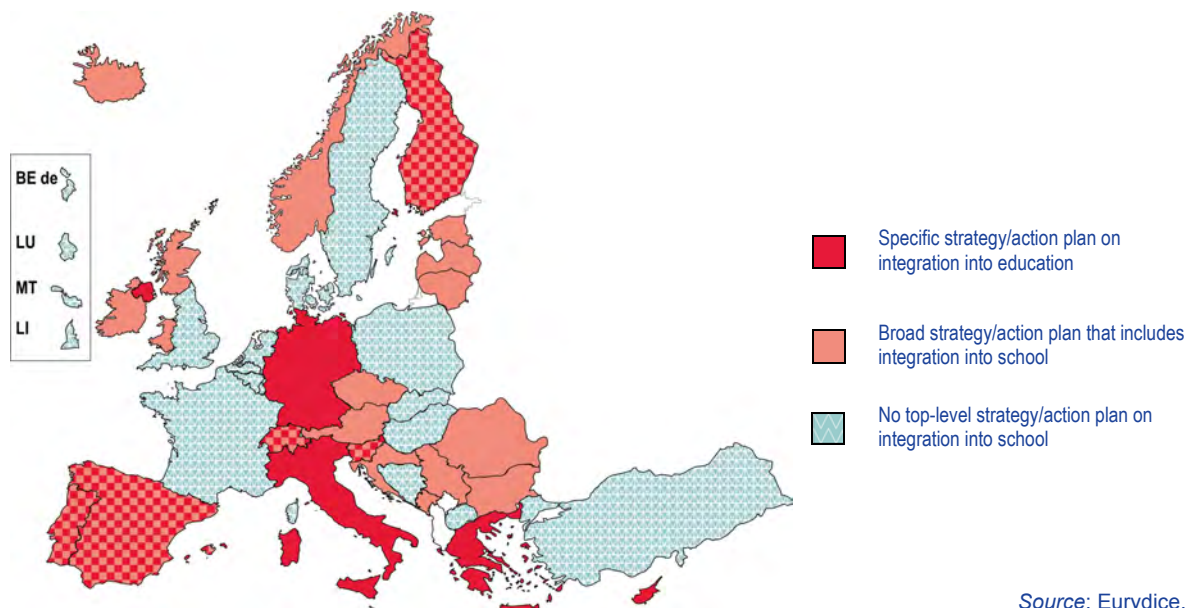 BE de
LU
MT
LI
Specific strategy/action plan on
integration into education
Broad strategy/action plan that includes
integration into school
No top-level strategy/action plan on
integration into school
Source: Eurydice.